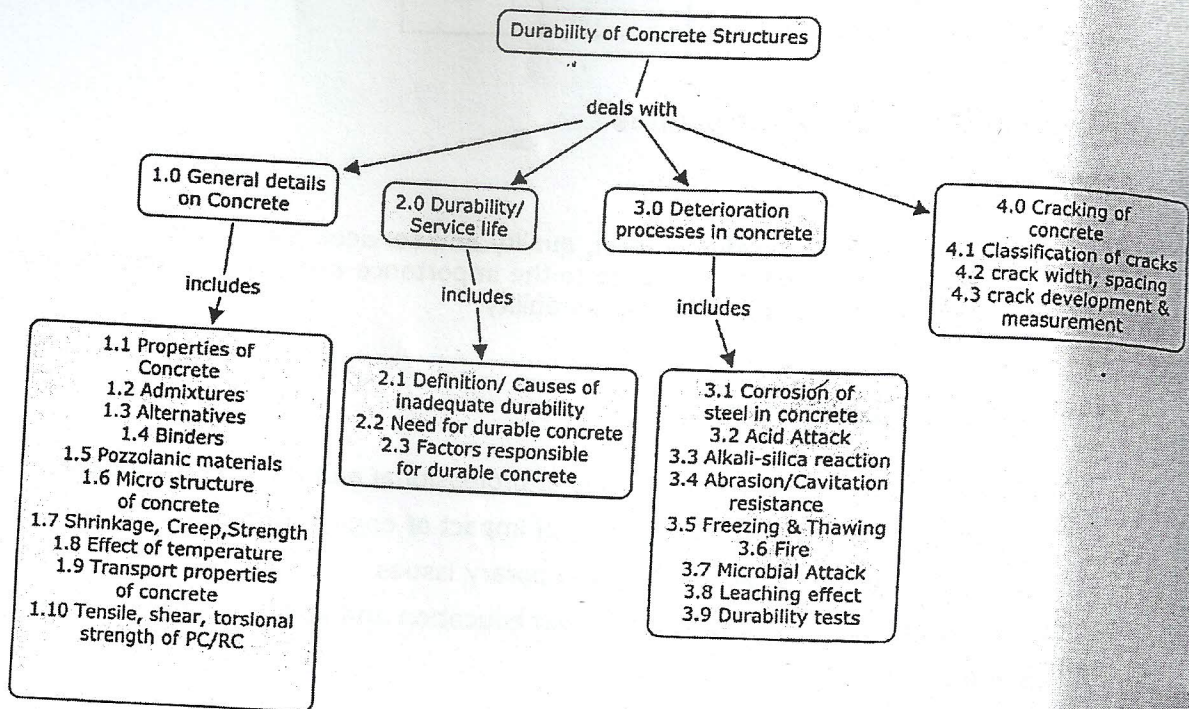 Durability of Concrete Structures
deals with
1.0 General details
on Concrete
2.0 Durability/
Service life
3.0 Deterioration
processes in concrete
4.0 Cracking of
concrete
4.1 Classification of cracks
4.2 crack width, spacing
4.3 crack development &
measurement
includes
includes
includes
1.1 Properties of
Concrete
1.2 Admixtures
1.3 Alternatives
1.4 Binders
1.5 Pozzolanic materials
1.6 Micro structure
of concrete
1.7 Shrinkage, Creep,Strength
1.8 Effect of temperature
1.9 Transport properties
of concrete
1.10 Tensile, shear, torsional
strength of PC/RC
2.1 Definition/ Causes of
inadequate durability
2.2 Need for durable concrete
2.3 Factors responsible
for durable concrete
3.1 Corrosion of
steel in concrete
3.2 Acid Attack
3.3 Alkali-silica reaction
3.4 Abrasion/Cavitation
resistance
3.5 Freezing & Thawing
3.6 Fire
3.7 Microbial Attack
3.8 Leaching effect
3.9 Durability tests